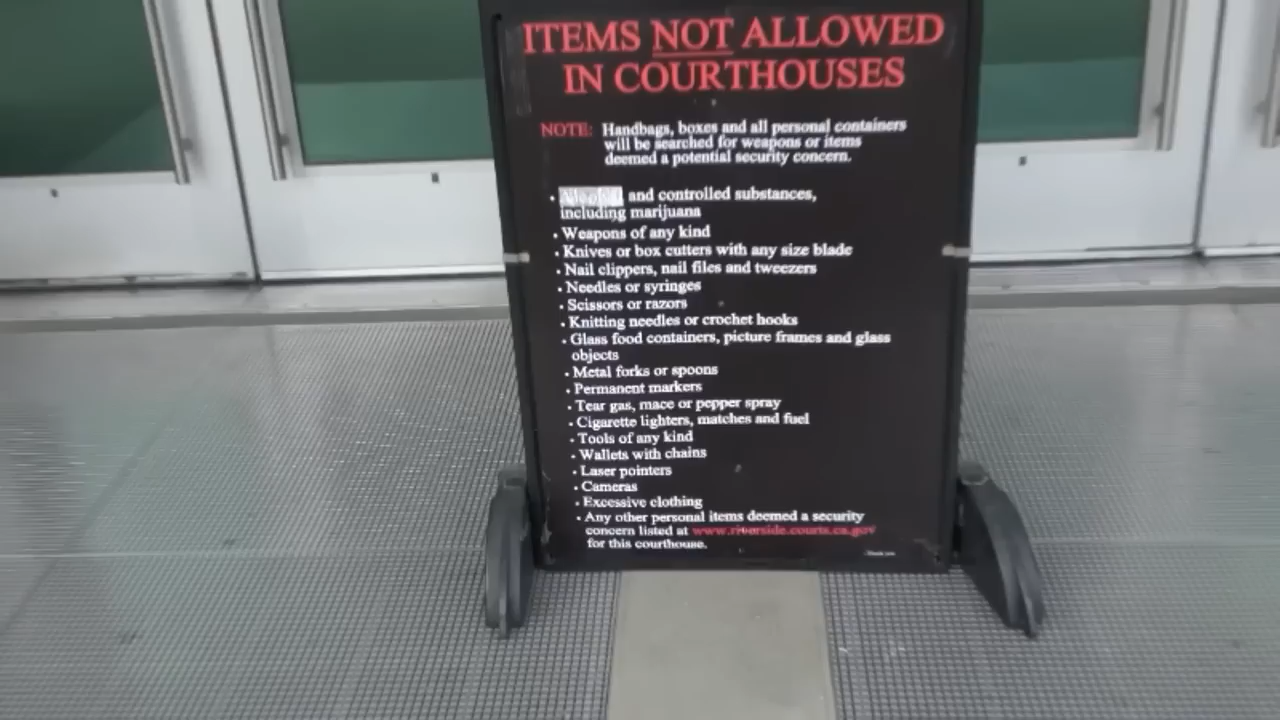 ITEMS NOT ALLOWED
IN COURTHOUSES
NOTE: Handbags, boxes and all personal containers
will be searched for weapons or items
deemed a potential security concern.
• Alcohol, and controlled substances,
including marijuana
• Weapons of any kind
• Knives or box cutters with any size blade
• Nail clippers, nail files and tweezers
• Needles or syringes
• Scissors or razors
• Knitting needles or crochet hooks
• Glass food containers, picture frames and glass
objects
• Metal forks or spoons
• Permanent markers
• Tear gas, mace or pepper spray
• Cigarette lighters, matches and fuel
• Tools of any kind
• Wallets with chains
• Laser pointers
• Cameras
• Excessive clothing
• Any other personal items deemed a security
concern listed at www.riverside.courts.ca.gov
for this courthouse.